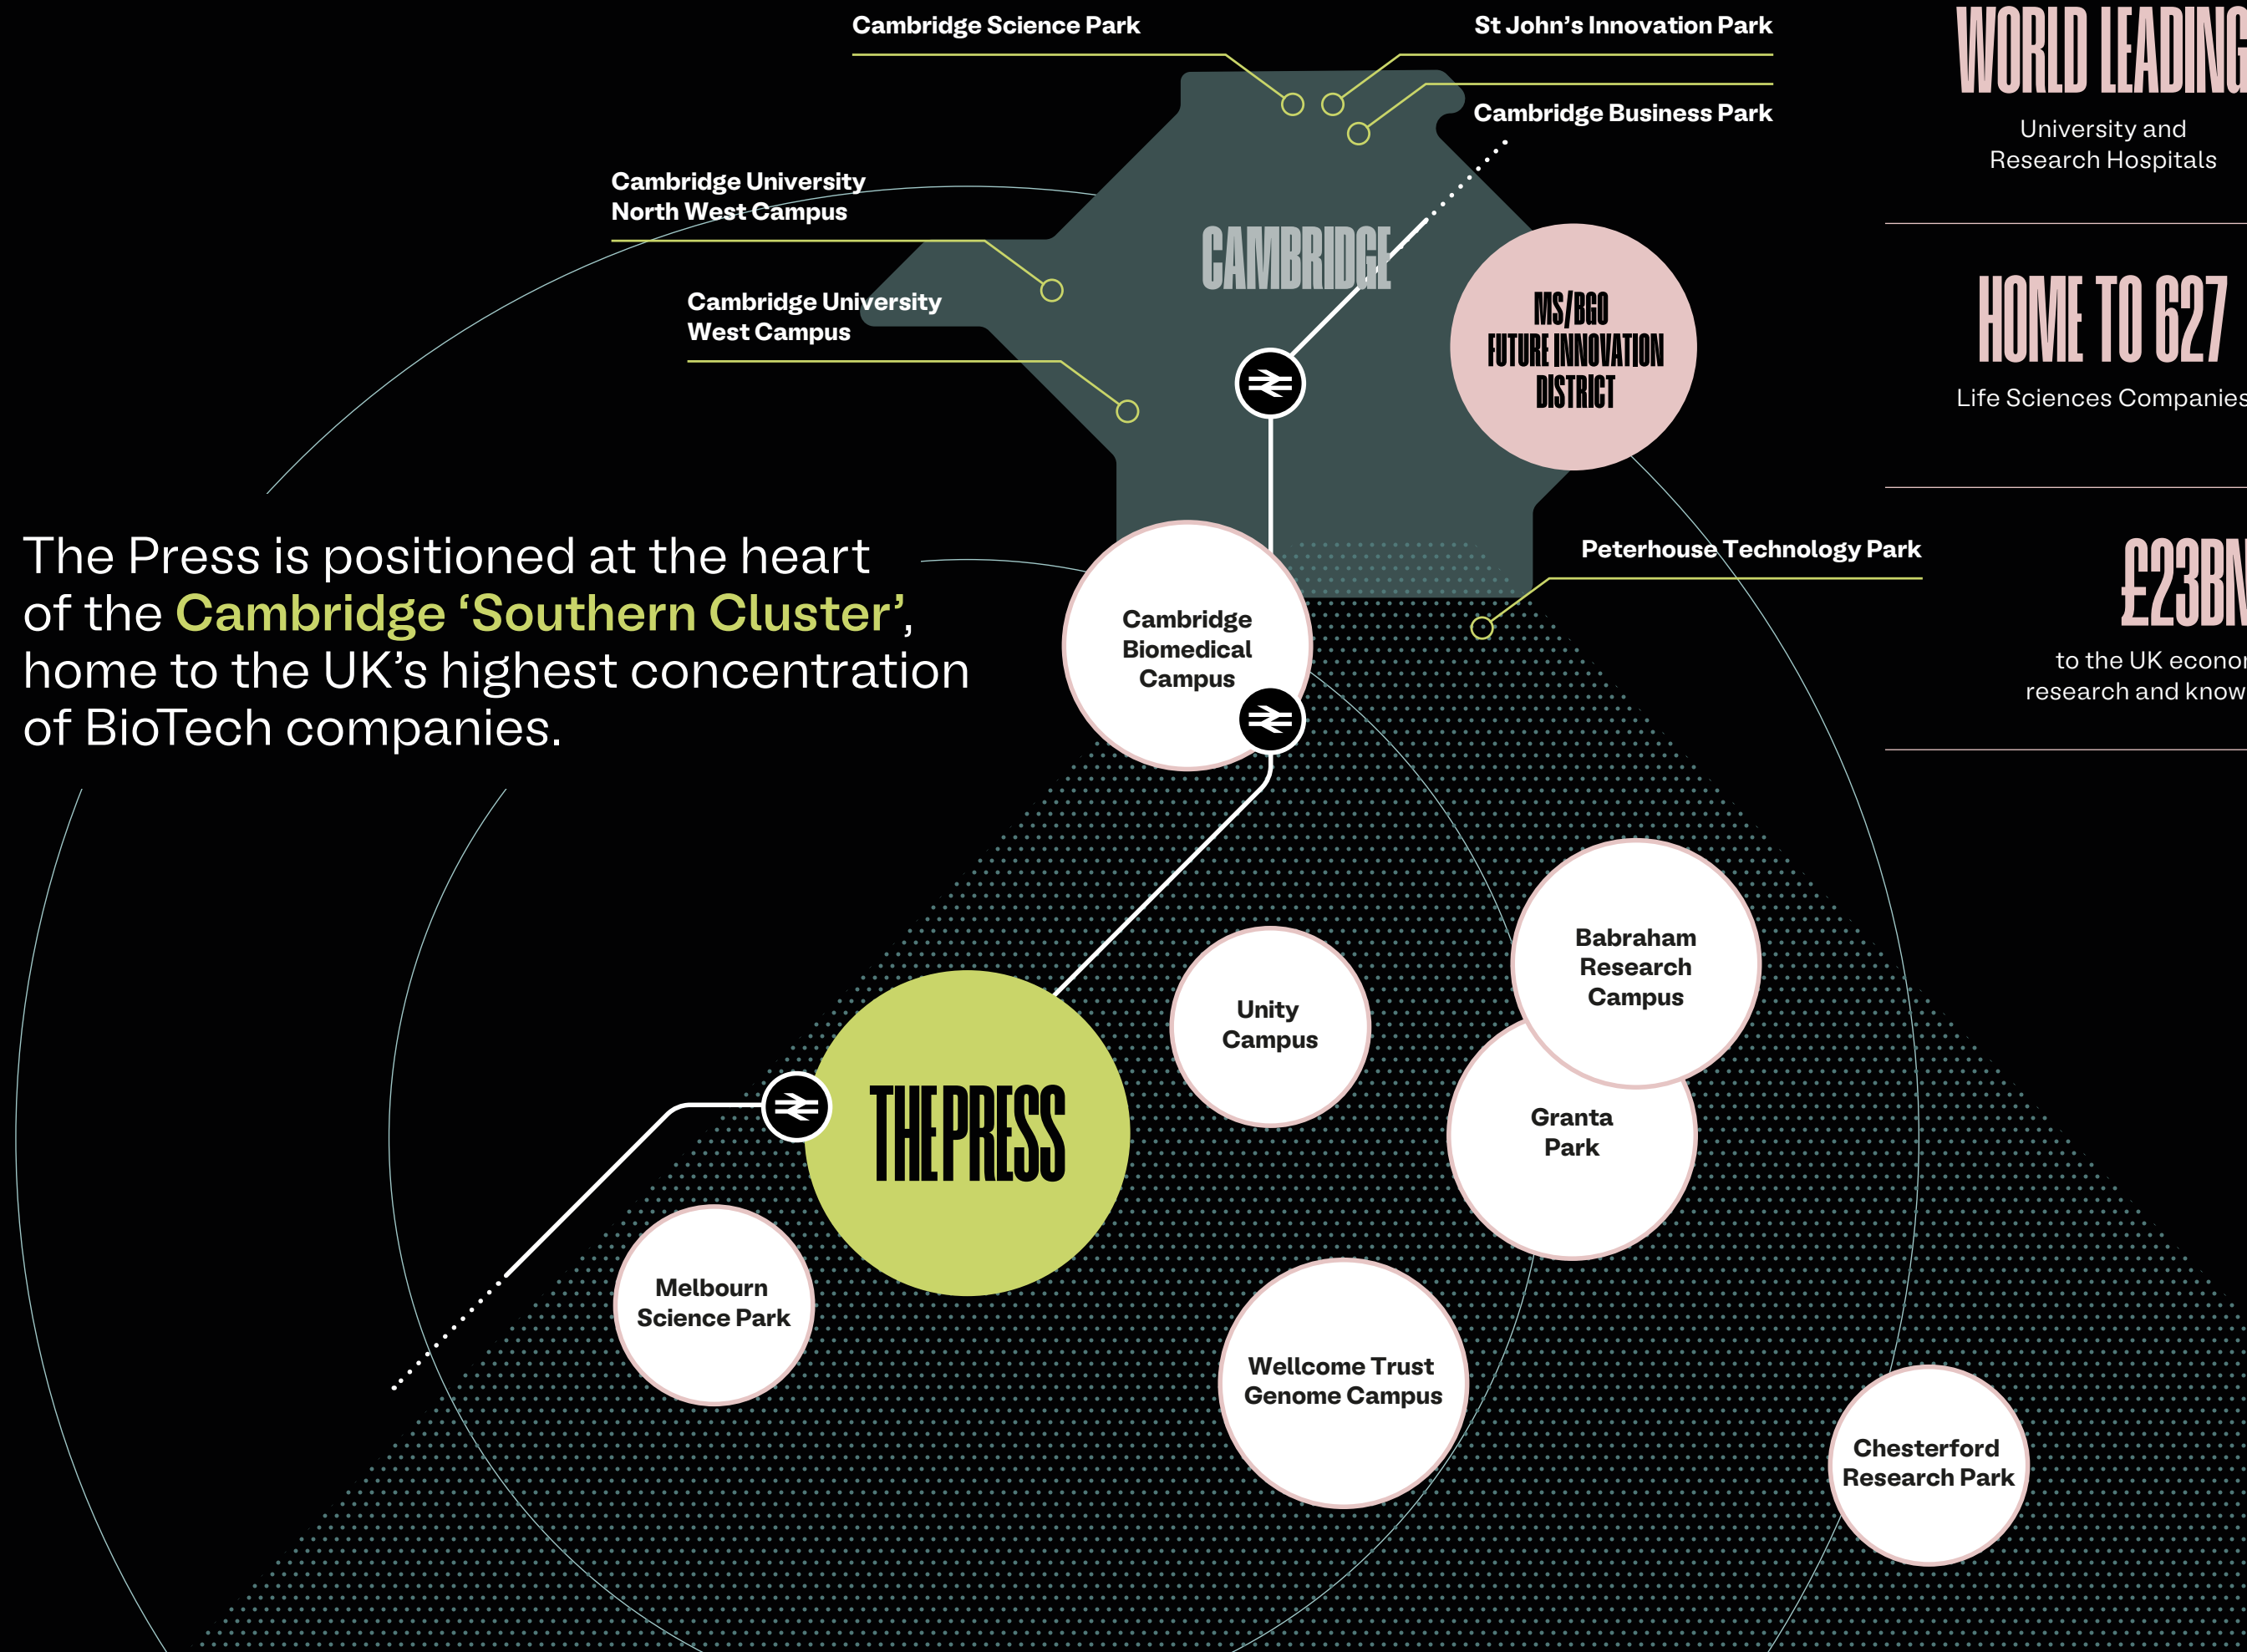 Cambridge Science Park
St John’s Innovation Park
Cambridge Business Park
Cambridge University
North West Campus
Cambridge University
West Campus
CAMBRIDGE
MS/BGO
FUTURE INNOVATION
DISTRICT
WORLD LEADING
University and
Research Hospitals
HOME TO 627
Life Sciences Companies
£23BN
to the UK
research and
The Press is positioned at the heart
of the Cambridge ‘Southern Cluster’,
home to the UK’s highest concentration
of BioTech companies.
Peterhouse Technology Park
Cambridge
Biomedical
Campus
Babraham
Research
Campus
Unity
Campus
Granta
Park
THE PRESS
Melbourn
Science Park
Wellcome Trust
Genome Campus
Chesterford
Research Park